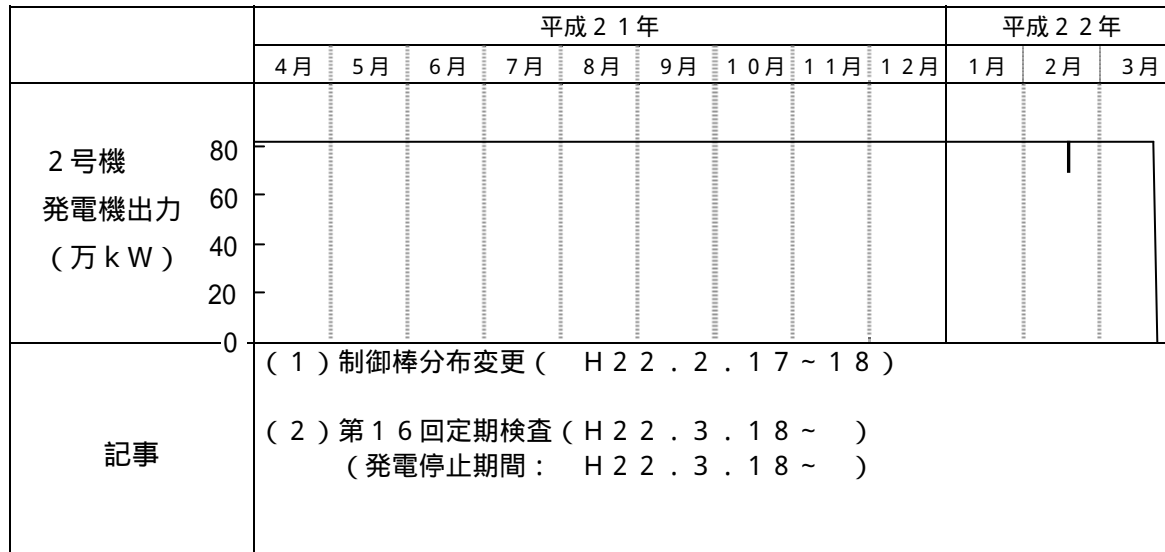 平成２１年 平成２２年
４月 ５月 ６月 ７月 ８月 ９月 １０月 １１月 １２月 １月 ２月 ３月
２号機
発電機出力
（万ｋＷ）
80
60
40
20
0
（１）制御棒分布変更（　Ｈ２２．２．１７～１８）
記事
（２）第１６回定期検査（Ｈ２２．３．１８～　）
（発電停止期間：　Ｈ２２．３．１８～　）